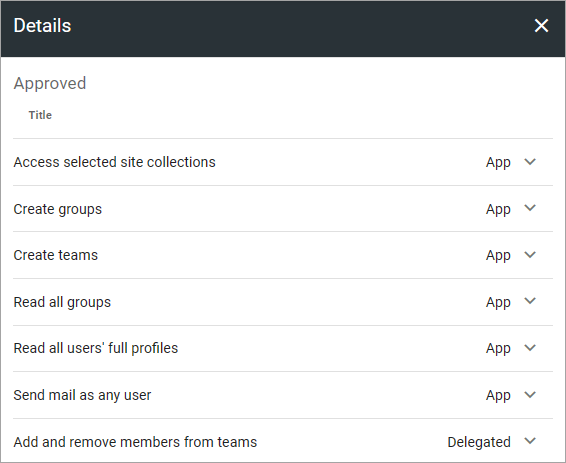 Details
Approved
Title
Access selected site collections App
Create groups App
Create teams App
Read all groups App
Read all users' full profiles App
Send mail as any user App
Add and remove members from teams Delegated